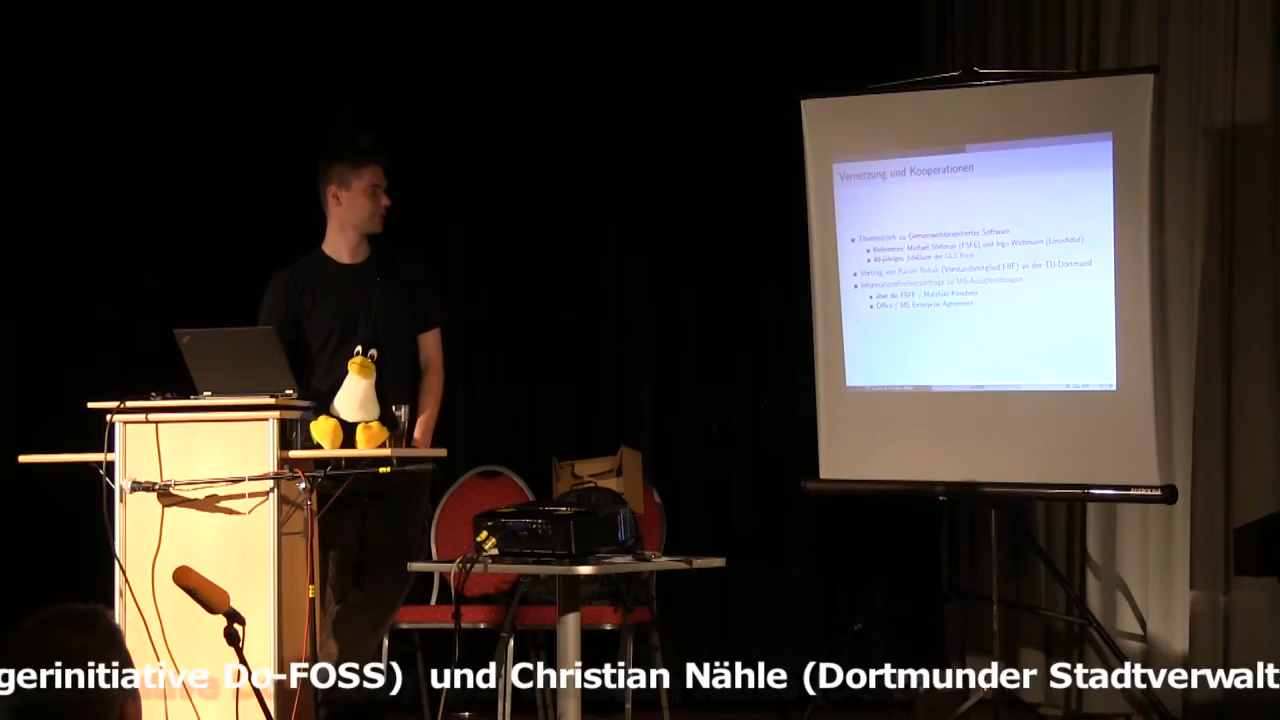 Vernetzung und Kooperationen
Thementisch zu Gemeinwohlorientierter Software
Referenten: Michael Stehmann (FSFE) und Ingo Wichmann (Linuxhotel)
40-jähriges Jubiläum der GLS Bank
Vortrag von Rainer Rehak (Vorstandsmitglied FIfF) an der TU-Dortmund
Informationsfreiheitsanfrage zu MS-Ausschreibungen
über die FSFE / Matthias Kirschner
Office / MS Enterprise Agreement
gerinitiative Do-FOSS) und Christian Nähle (Dortmunder Stadtverwalt